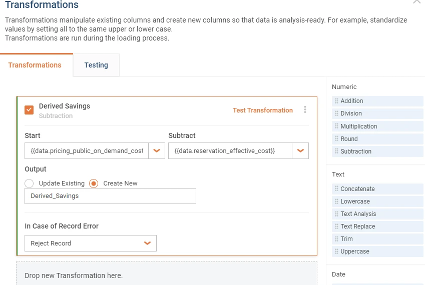 Transformations
Transformations manipulate existing columns and create new columns so that data is analysis-ready. For example, standardize
values by setting all to the same upper or lower case.
Transformations are run during the loading process.
Transformations
Testing
Derived Savings
Subtraction
Test Transformation
Start
Subtract
{{data.pricing_public_on_demand_cost
{{data.reservation_effective_cost}}
Output
Update Existing
Create New
Derived_Savings
In Case of Record Error
Reject Record
Drop new Transformation here.
Numeric
Addition
Division
Multiplication
Round
Subtraction
Text
Concatenate
Lowercase
Text Analysis
Text Replace
Trim
Uppercase
Date